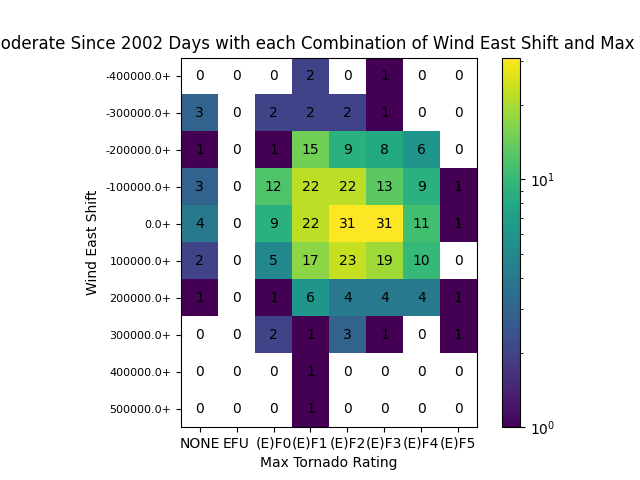 oderate Since 2002 Days with each Combination of Wind East Shift and Max
-400000.0+ 0 0 0 2 0 1 0 0
-300000.0+ 3 0 2 2 2 1 0 0
-200000.0+ 1 0 1 15 9 8 6 0
-100000.0+ 3 0 12 22 22 13 9 1
0.0+ 4 0 9 22 31 31 11 1
100000.0+ 2 0 5 17 23 19 10 0
200000.0+ 1 0 1 6 4 4 4 1
300000.0+ 0 0 2 1 3 1 0 1
400000.0+ 0 0 0 1 0 0 0 0
500000.0+ 0 0 0 1 0 0 0 0
NONE EFU (E)F0 (E)F1 (E)F2 (E)F3 (E)F4 (E)F5
Max Tornado Rating
Wind East Shift
10¹
10⁰